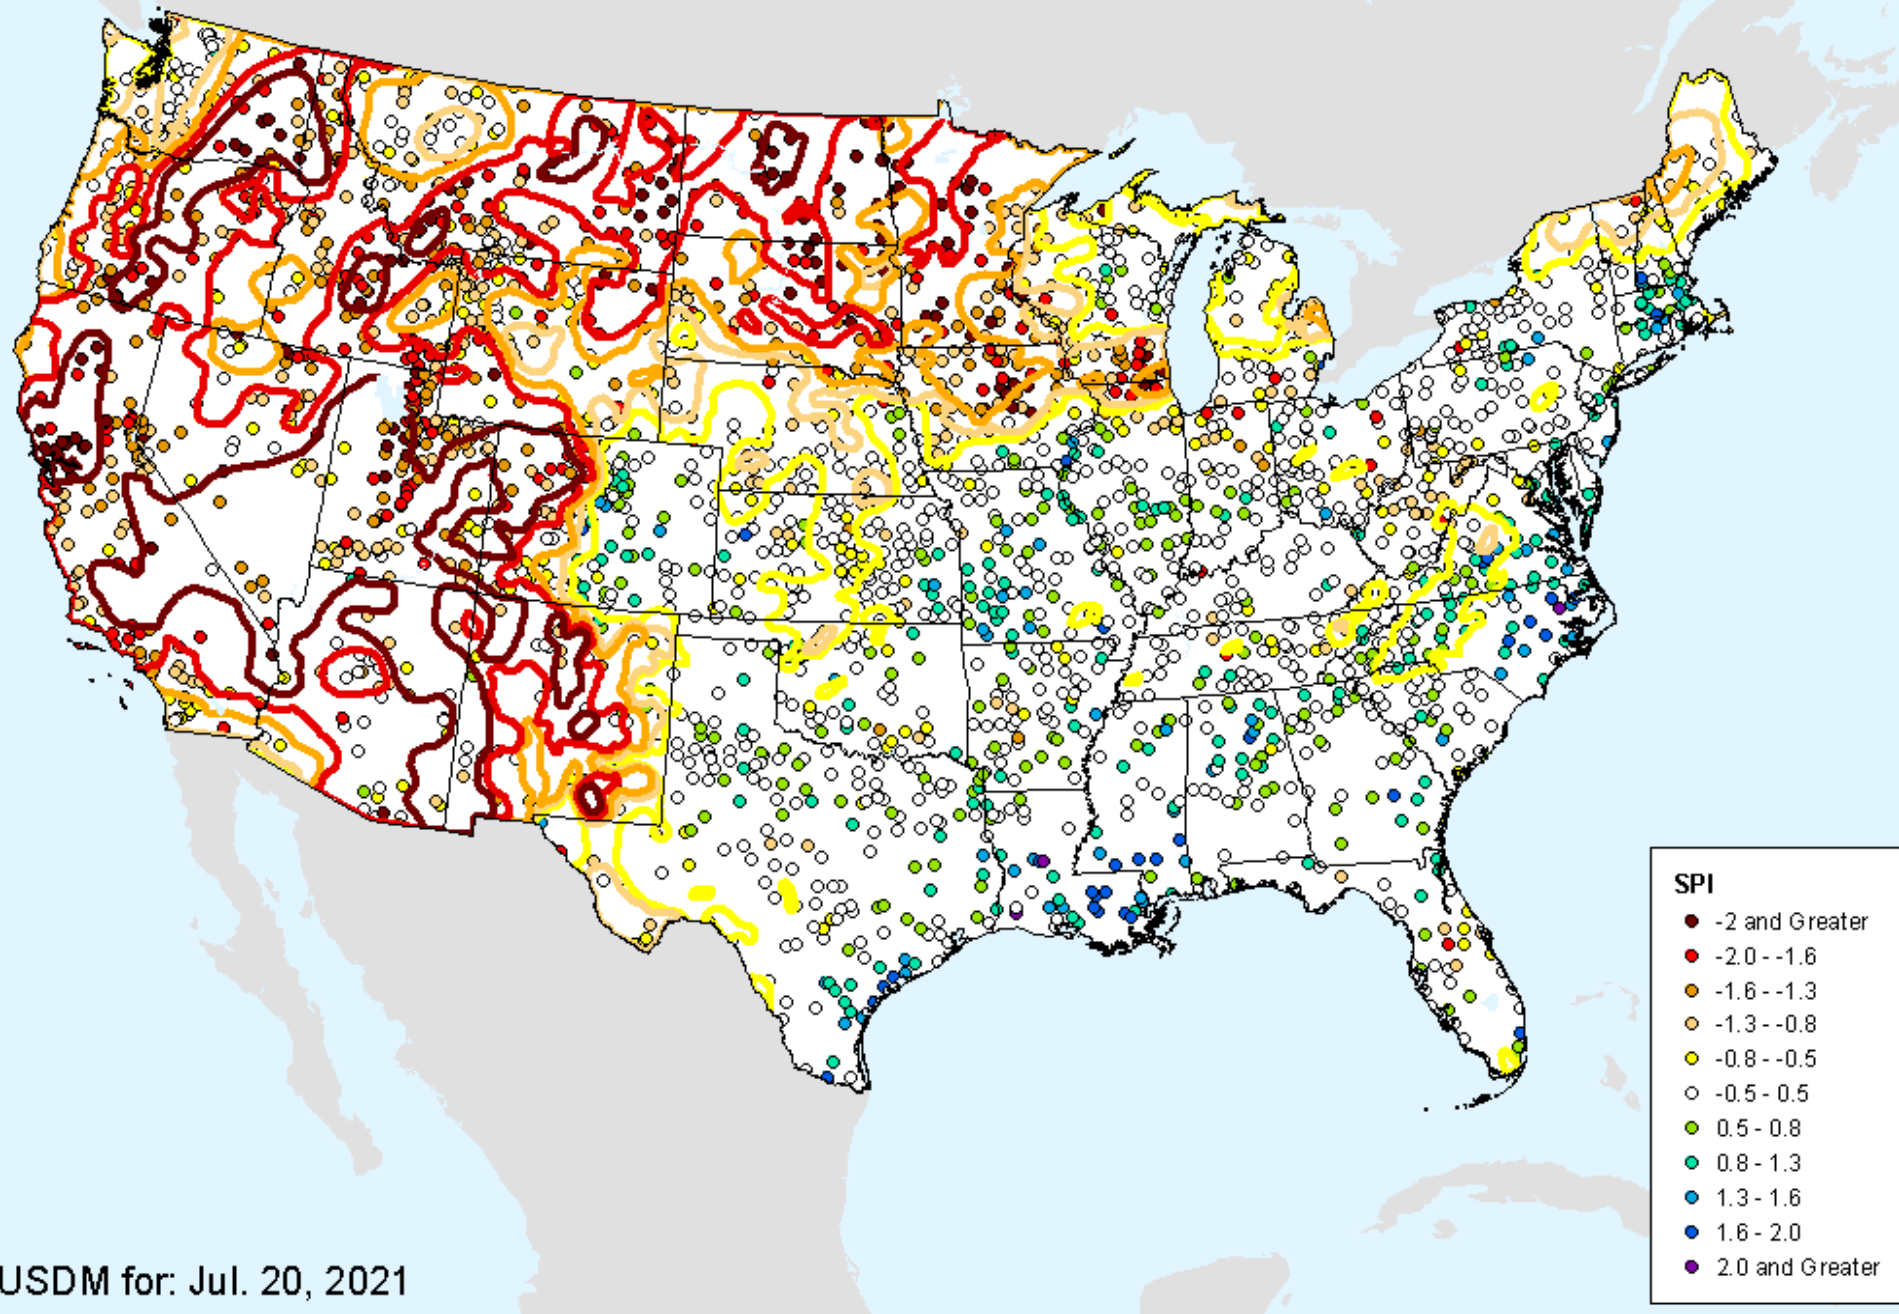 SPI
-2 and Greater
-2.0 - -1.6
-1.6 - -1.3
-1.3 - -0.8
-0.8 - -0.5
-0.5 - 0.5
0.5 - 0.8
0.8 - 1.3
1.3 - 1.6
1.6 - 2.0
2.0 and Greater
USDM for: Jul. 20, 2021